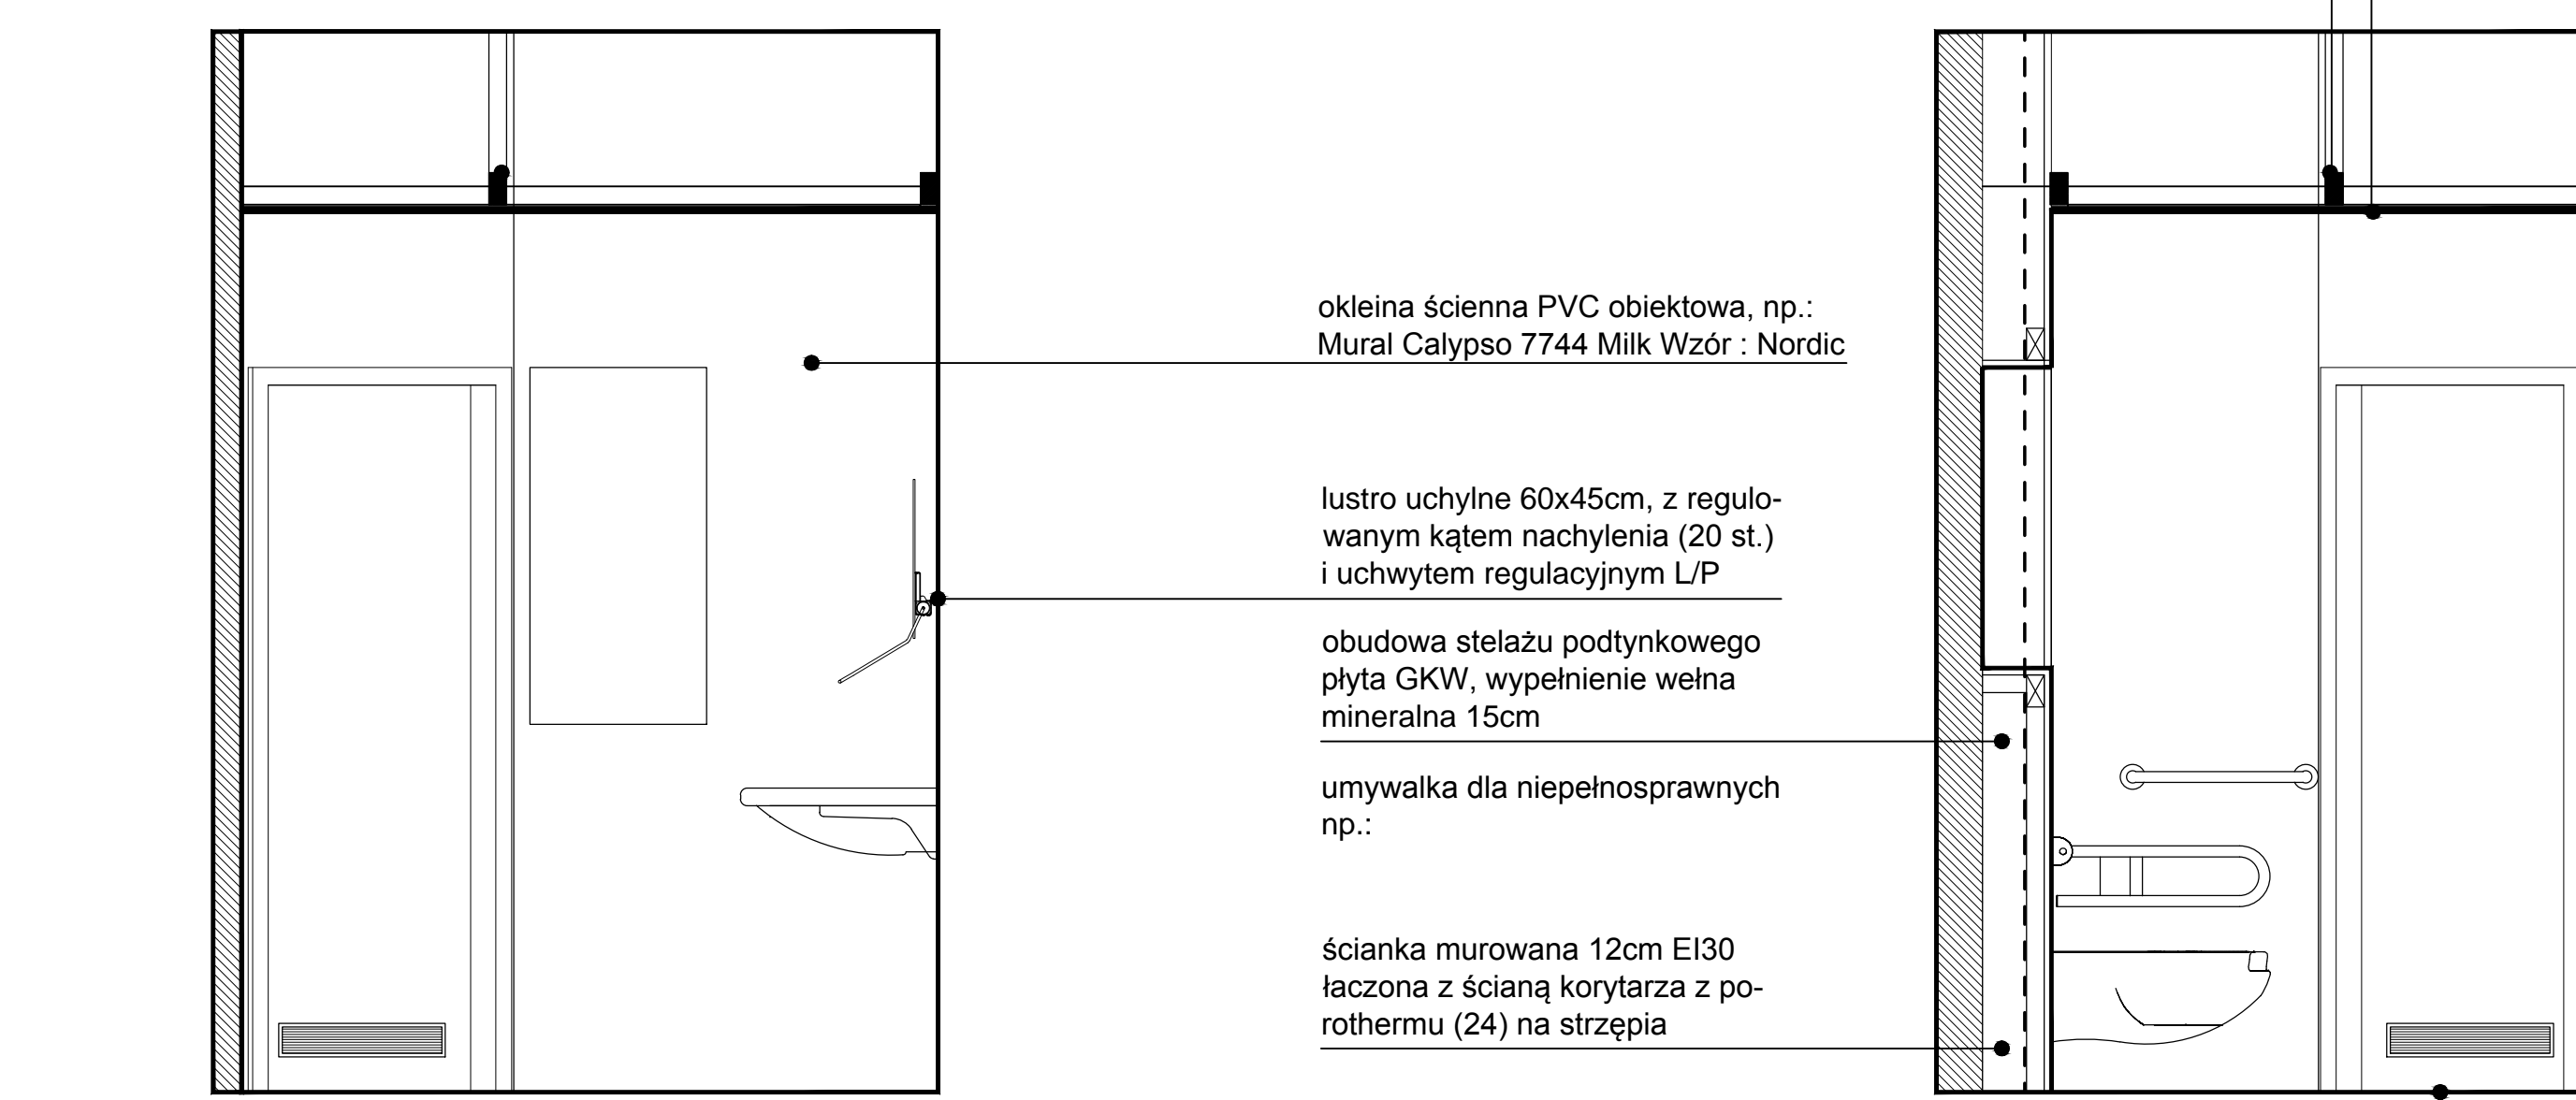 okleina ścienna PVC obiektowa, np.:
Mural Calypso 7744 Milk Wzór : Nordic
lustro uchylne 60x45cm, z regulo-
wanym kątem nachylenia (20 st.)
i uchwytem regulacyjnym L/P
obudowa stelażu podtynkowego
płyta GKW, wypełnienie wełna
mineralna 15cm
umywalka dla niepełnosprawnych
np.:
ścianka murowana 12cm EI30
łaczona z ścianą korytarza z po-
rothermu (24) na strzępia